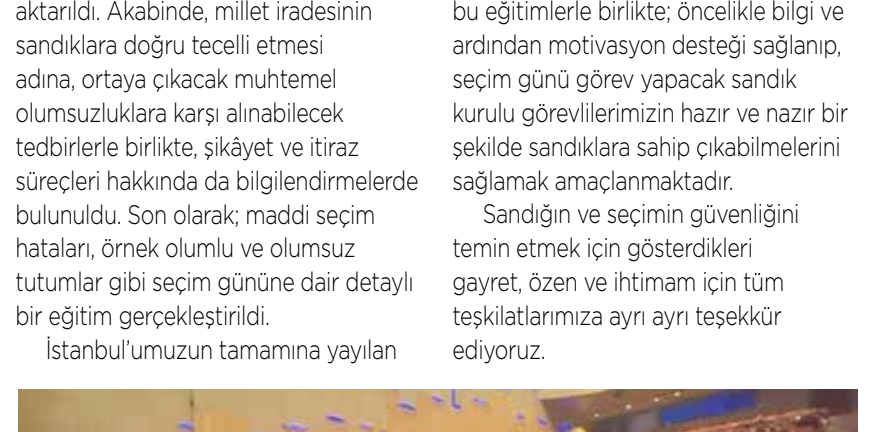 aktarıldı. Akabinde, millet iradesinin
sandıklara doğru tecelli etmesi
adına, ortaya çıkacak muhtemel
olumsuzluklara karşı alınabilecek
tedbirlerle birlikte, şikâyet ve itiraz
süreçleri hakkında da bilgilendirmelerde
bulunuldu. Son olarak; maddi seçim
hataları, örnek olumlu ve olumsuz
tutumlar gibi seçim gününe dair detaylı
bir eğitim gerçekleştirildi.
İstanbul’umuzun tamamına yayılan
bu eğitimlerle birlikte; öncelikle bilgi ve
ardından motivasyon desteği sağlanıp,
seçim günü görev yapacak sandık
kurulu görevlilerimizin hazır ve nazır bir
şekilde sandıklara sahip çıkabilmelerini
sağlamak amaçlanmaktadır.
Sandığın ve seçimin güvenliğini
temin etmek için gösterdikleri
gayret, özen ve ihtimam için tüm
teşkilatlarımıza ayrı ayrı teşekkür
ediyoruz.